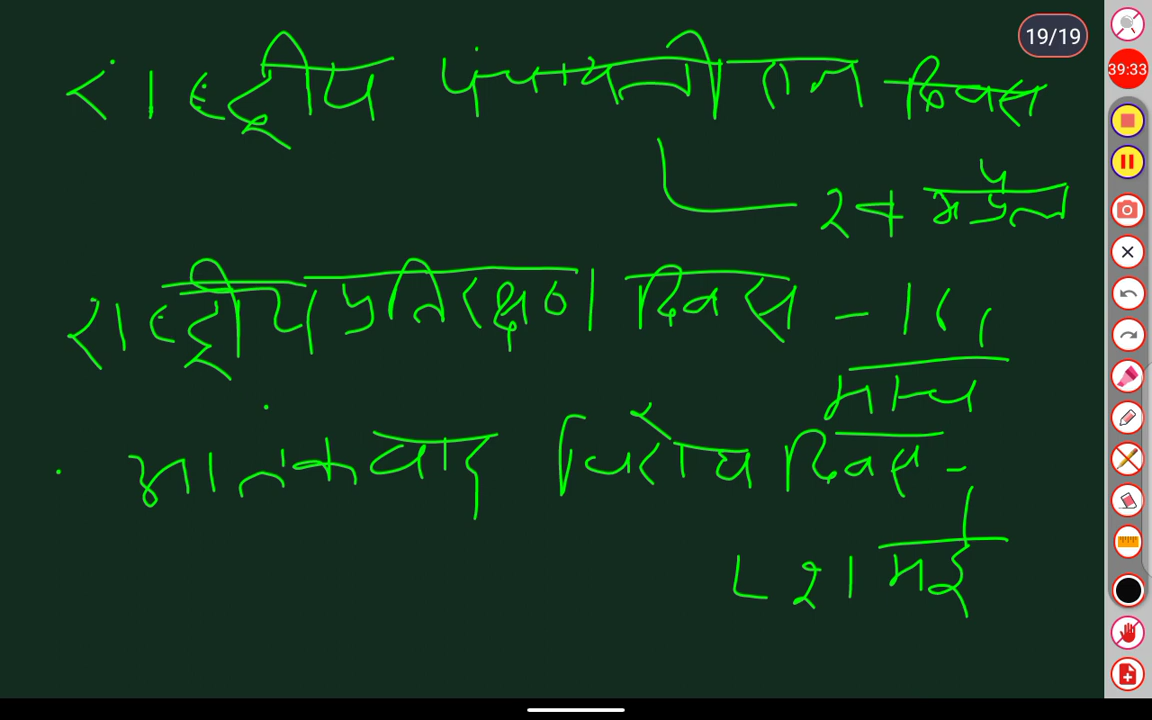 19/19
39:33
राष्ट्रीय पंचायती राज दिवस
24 अप्रैल
राष्ट्रीय प्रतिरक्षण दिवस - 16
मार्च
आतंकवाद विरोध दिवस -
21 मई